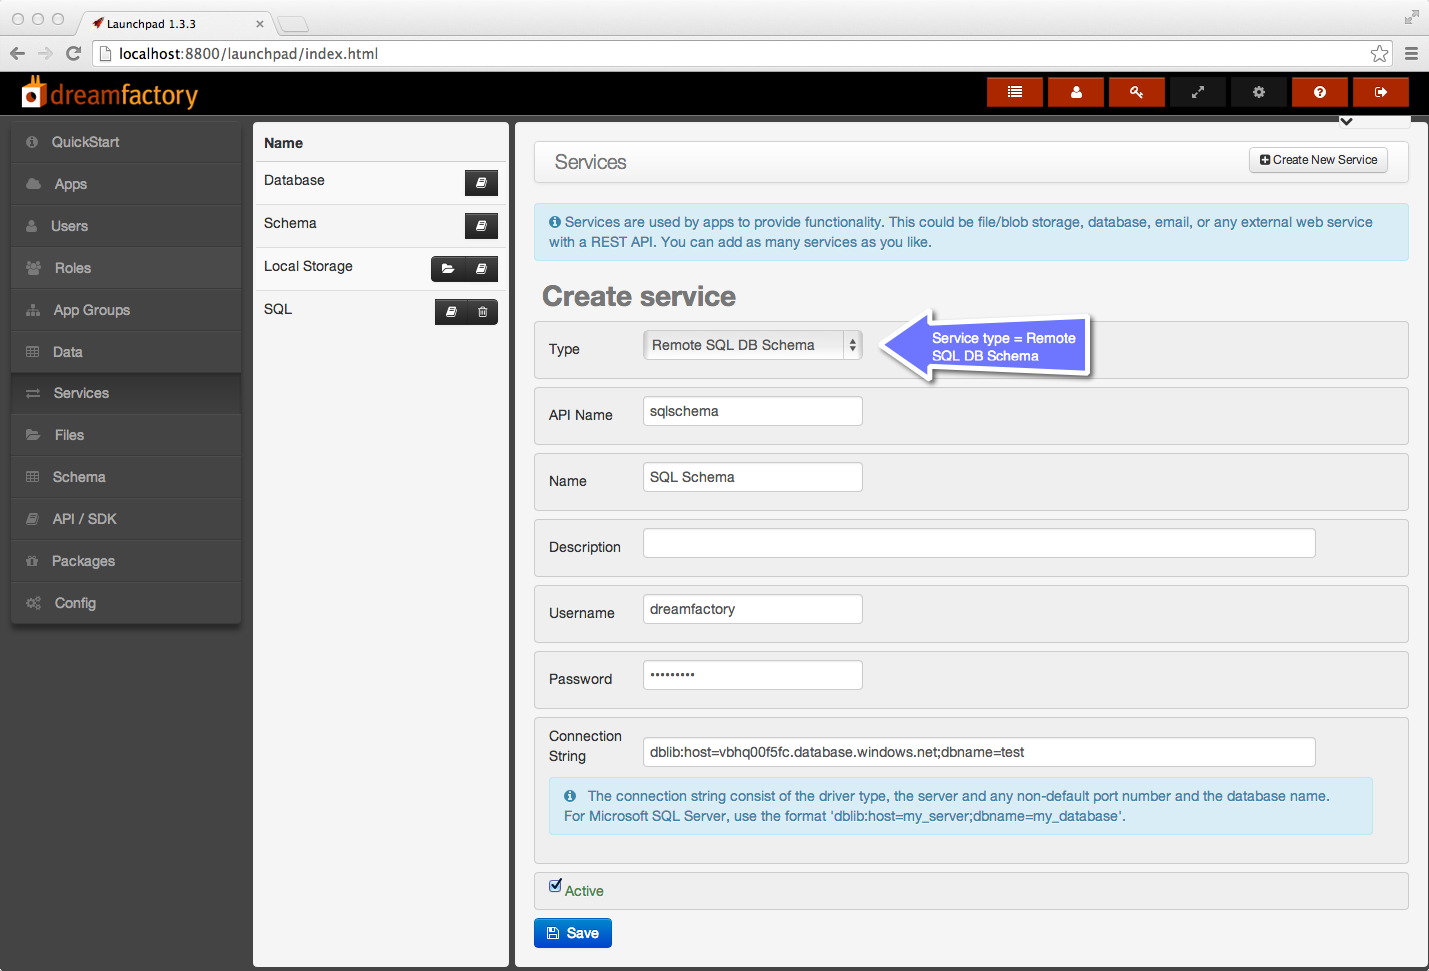 Launchpad 1.3.3
localhost:8800/launchpad/index.html
dreamfactory
QuickStart
Apps
Users
Roles
App Groups
Data
Services
Files
Schema
API / SDK
Packages
Config
Name
Database
Schema
Local Storage
SQL
Services
Create New Service
Services are used by apps to provide functionality. This could be file/blob storage, database, email, or any external web service
with a REST API. You can add as many services as you like.
Create service
Type
Remote SQL DB Schema
Service type = Remote
SQL DB Schema
API Name
sqlschema
Name
SQL Schema
Description
Username
dreamfactory
Password
•••••••••
Connection
String
dblib:host=vbhq00f5fc.database.windows.net;dbname=test
The connection string consist of the driver type, the server and any non-default port number and the database name.
For Microsoft SQL Server, use the format 'dblib:host=my_server;dbname=my_database'.
Active
Save